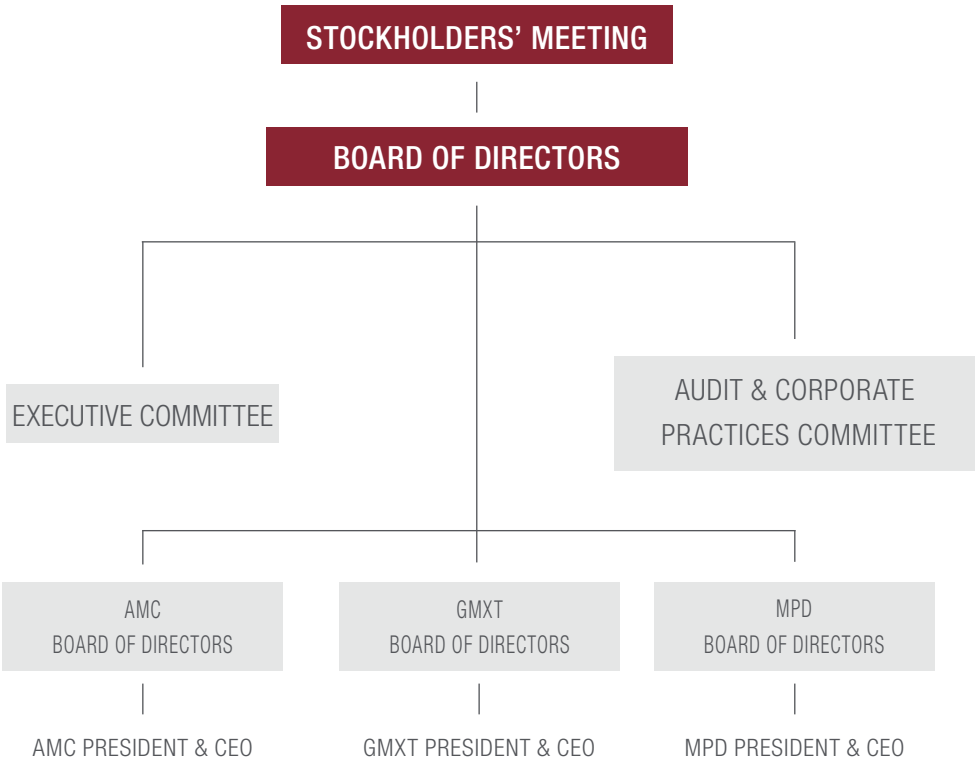 STOCKHOLDERS’ MEETING
BOARD OF DIRECTORS
EXECUTIVE COMMITTEE
AUDIT & CORPORATE
PRACTICES COMMITTEE
AMC
BOARD OF DIRECTORS
GMXT
BOARD OF DIRECTORS
MPD
BOARD OF DIRECTORS
AMC PRESIDENT & CEO
GMXT PRESIDENT & CEO
MPD PRESIDENT & CEO